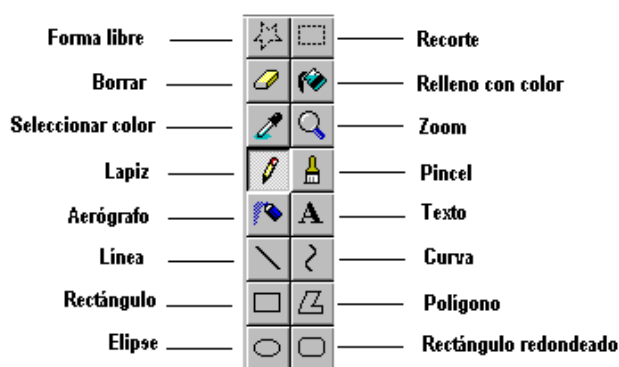 Forma libre
Recorte
Borrar
Relleno con color
Seleccionar color
Zoom
Lapiz
Pincel
Aerógrafo
A
Texto
Línea
Curva
Rectángulo
Polígono
Elipse
Rectángulo redondeado